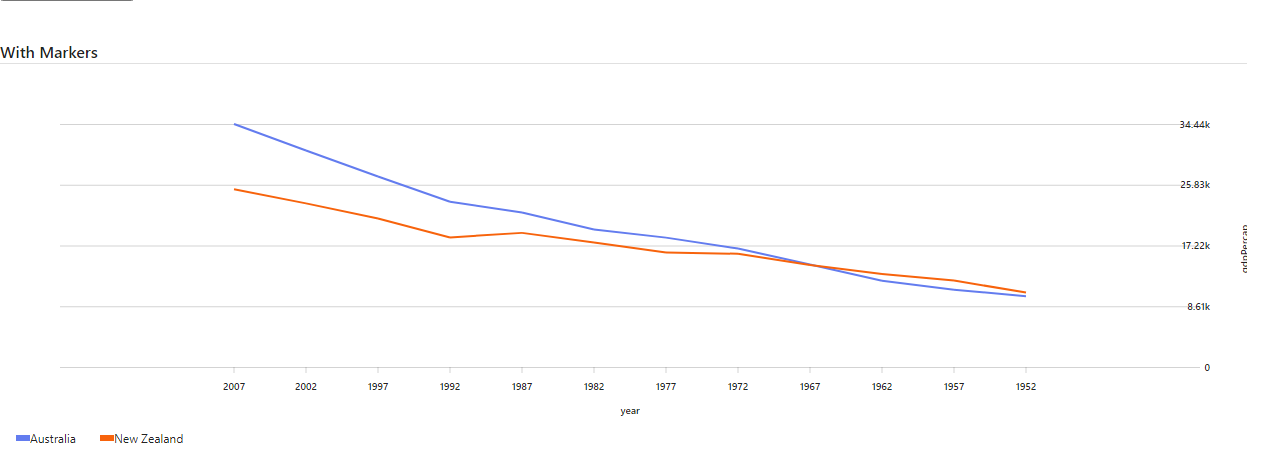 With Markers
34.44k
25.83k
17.22k
8.61k
0
gdpPercap
2007 2002 1997 1992 1987 1982 1977 1972 1967 1962 1957 1952
year
Australia New Zealand